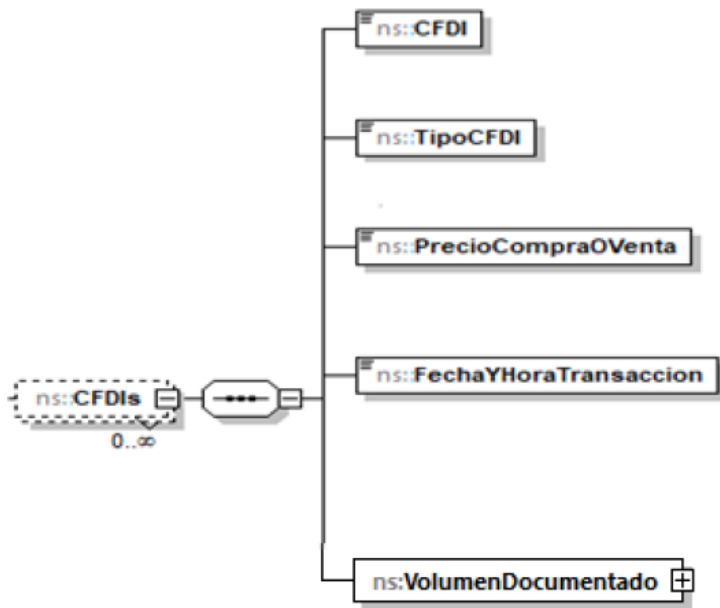 ns::CFDI
ns::TipoCFDI
ns::PrecioCompraOVenta
ns::FechaYHoraTransaccion
ns::CFDIs
0..∞
ns:VolumenDocumentado